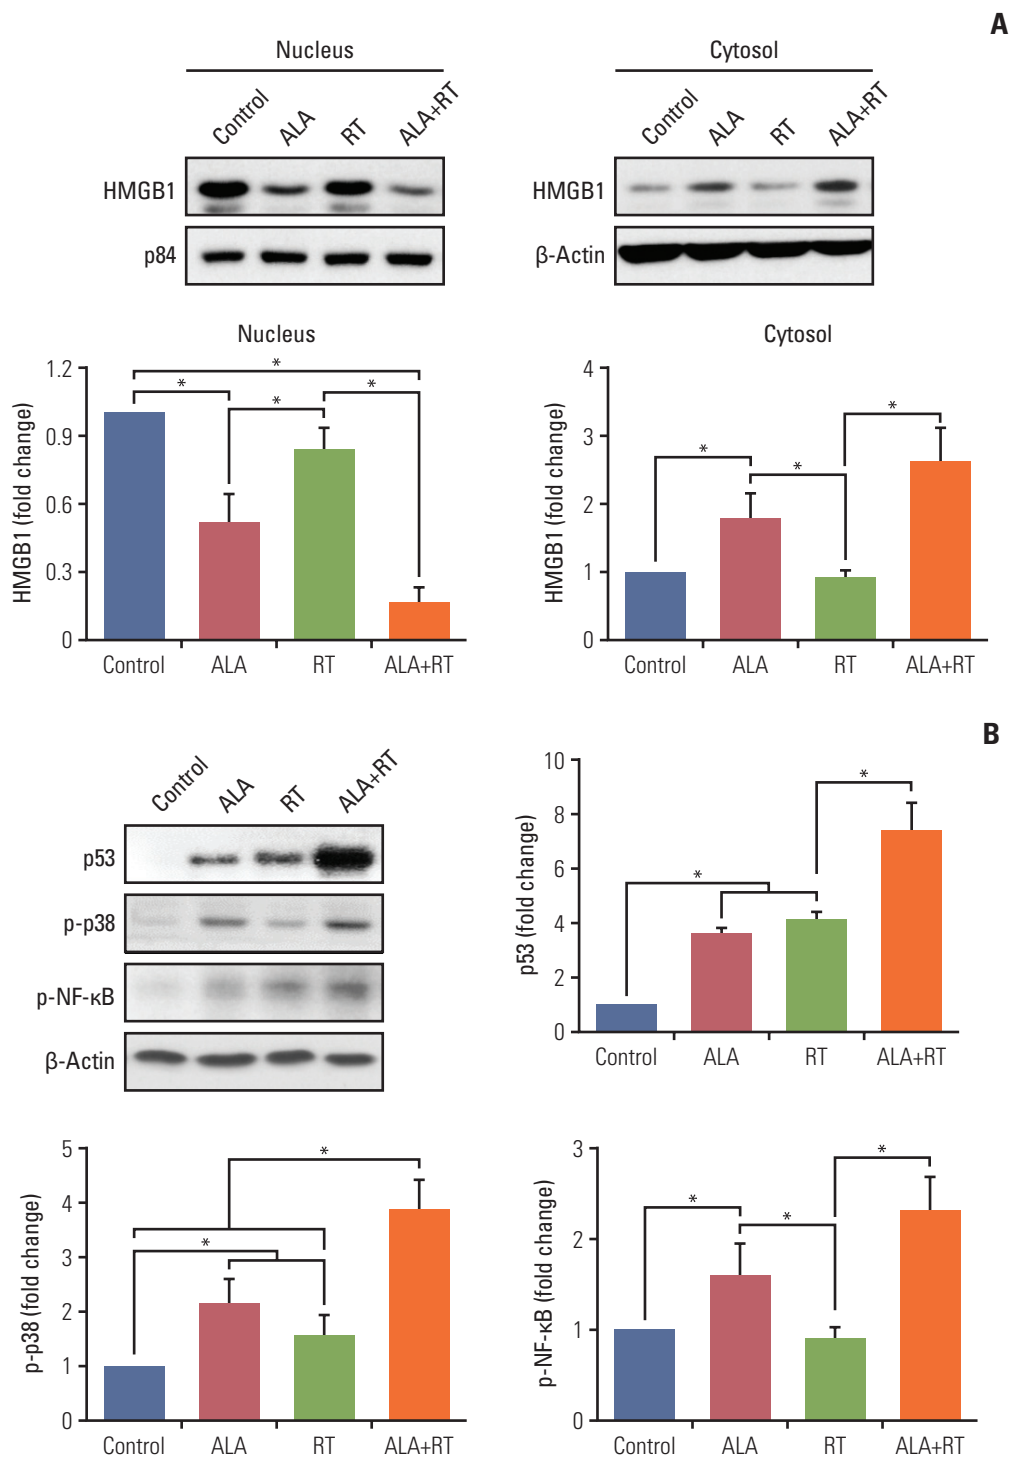 A
Nucleus
Cytosol
Control ALA RT ALA+RT
Control ALA RT ALA+RT
HMGB1
HMGB1
p84
β-Actin
Nucleus
Cytosol
HMGB1 (fold change)
1.2
0.9
0.6
0.3
0
* * * *
Control ALA RT ALA+RT
HMGB1 (fold change)
4
3
2
1
0
* * *
Control ALA RT ALA+RT
B
Control ALA RT ALA+RT
p53
p-p38
p-NF-κB
β-Actin
p53 (fold change)
10
8
6
4
2
0
* *
Control ALA RT ALA+RT
p-p38 (fold change)
5
4
3
2
1
0
* *
Control ALA RT ALA+RT
p-NF-κB (fold change)
3
2
1
0
* * *
Control ALA RT ALA+RT